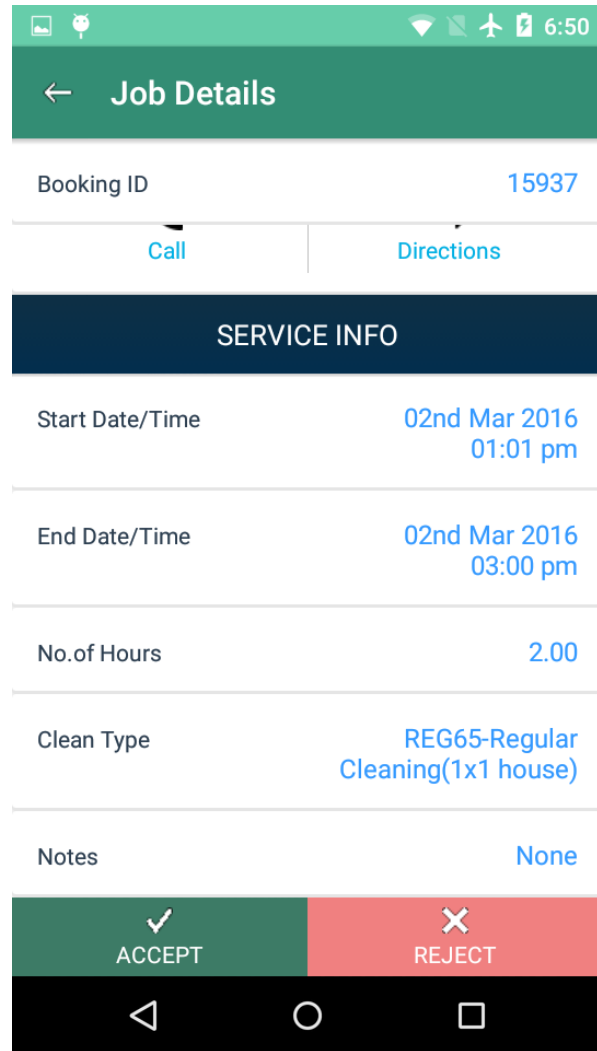 6:50
Job Details
Booking ID 15937
Call Directions
SERVICE INFO
Start Date/Time 02nd Mar 2016
01:01 pm
End Date/Time 02nd Mar 2016
03:00 pm
No.of Hours 2.00
Clean Type REG65-Regular
Cleaning(1x1 house)
Notes None
ACCEPT REJECT